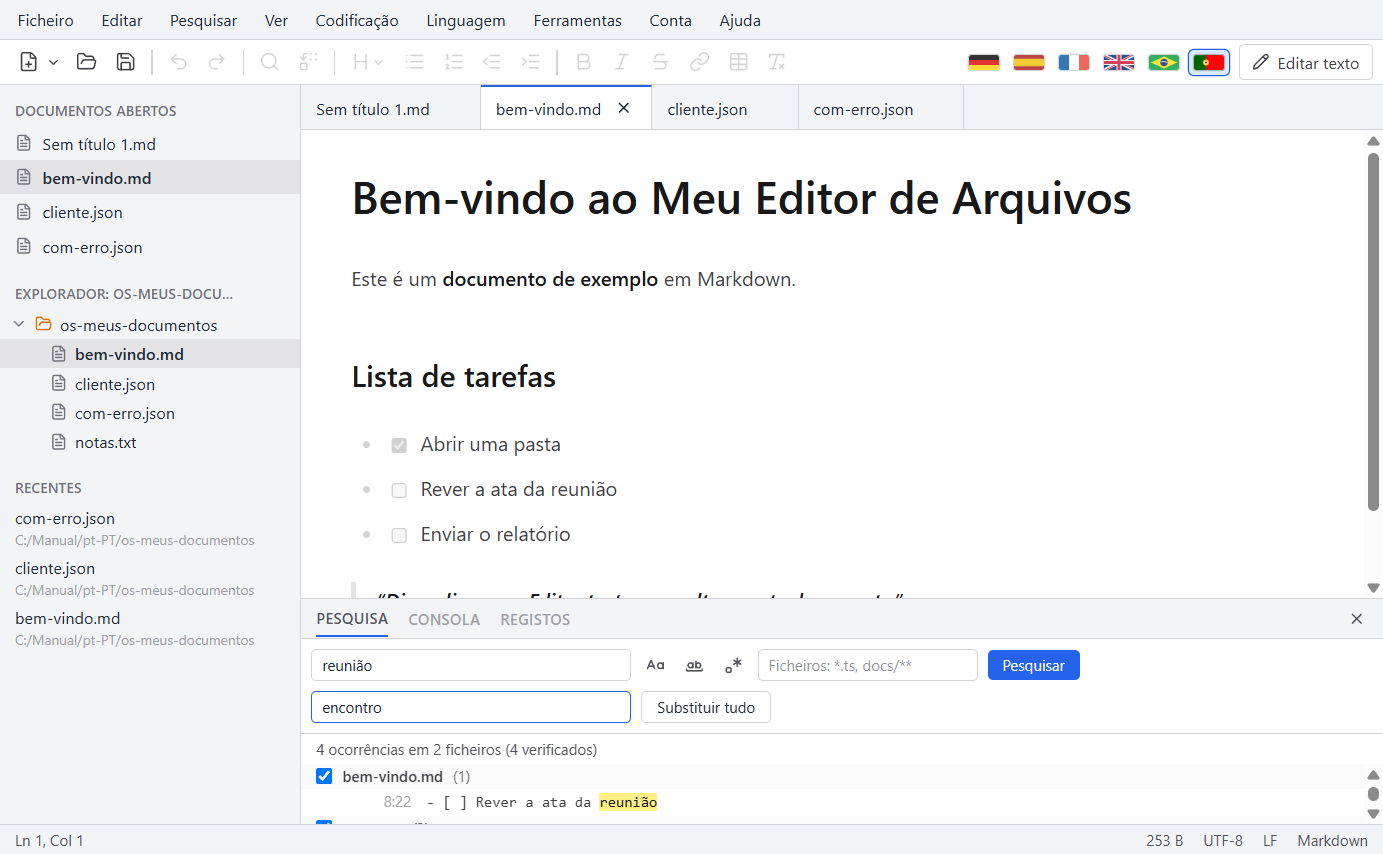 Ficheiro Editar Pesquisar Ver Codificação Linguagem Ferramentas Conta Ajuda
Editar texto
DOCUMENTOS ABERTOS
Sem título 1.md
bem-vindo.md
cliente.json
com-erro.json
EXPLORADOR: OS-MEUS-DOCU...
os-meus-documentos
bem-vindo.md
cliente.json
com-erro.json
notas.txt
RECENTES
com-erro.json
C:/Manual/pt-PT/os-meus-documentos
cliente.json
C:/Manual/pt-PT/os-meus-documentos
bem-vindo.md
C:/Manual/pt-PT/os-meus-documentos
Sem título 1.md bem-vindo.md cliente.json com-erro.json
Bem-vindo ao Meu Editor de Arquivos
Este é um documento de exemplo em Markdown.
Lista de tarefas
Abrir uma pasta
Rever a ata da reunião
Enviar o relatório
PESQUISA CONSOLA REGISTOS
reunião Aa ab Ficheiros: *.ts, docs/** Pesquisar
encontro Substituir tudo
4 ocorrências em 2 ficheiros (4 verificados)
bem-vindo.md (1)
8:22 - [ ] Rever a ata da reunião
Ln 1, Col 1 253 B UTF-8 LF Markdown